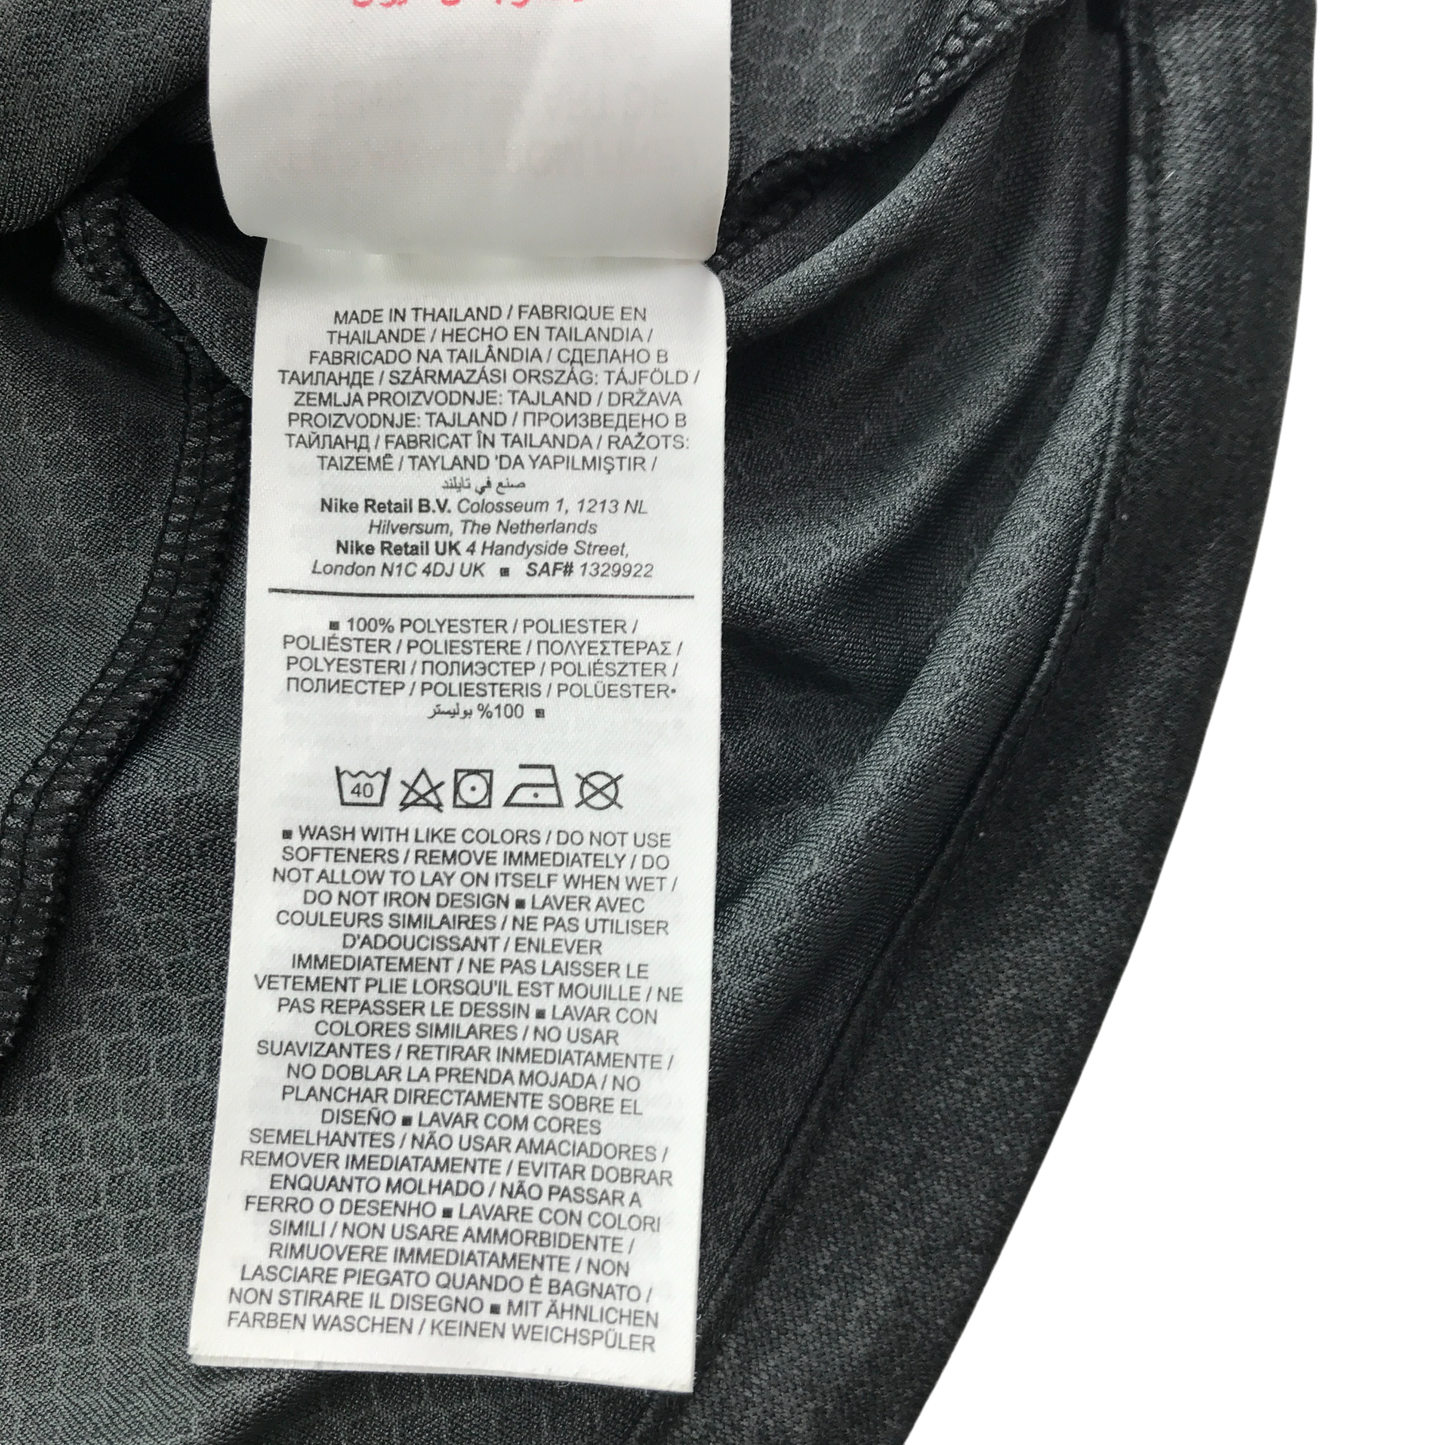 MADE IN THAILAND / FABRIQUE EN
THAILANDE / HECHO EN TAILANDIA /
FABRICADO NA TAILÂNDIA / СДЕЛАНО В
ТАИЛАНДЕ / SZÁRMAZÁSI ORSZÁG: TÁJFÖLD /
ZEMLJA PROIZVODNJE: TAJLAND / DRŽAVA
PROIZVODNJE: TAJLAND / ПРОИЗВЕДЕНО В
ТАЙЛАНД / FABRICAT ÎN TAILANDA / RAŽOTS:
TAIZEMĒ / TAYLAND 'DA YAPILMIŞTIR /
صنع في تايلند
Nike Retail B.V. Colosseum 1, 1213 NL
Hilversum, The Netherlands
Nike Retail UK 4 Handyside Street,
London N1C 4DJ UK ▪ SAF# 1329922
▪ 100% POLYESTER / POLIESTER /
POLIÉSTER / POLIESTERE / ΠΟΛΥΕΣΤΕΡΑΣ /
POLYESTERI / ПОЛИЭСТЕР / POLIÉSZTER /
ПОЛИЕСТЕР / POLIESTERIS / POLÜESTER•
100% بوليستر ▪
40
▪ WASH WITH LIKE COLORS / DO NOT USE
SOFTENERS / REMOVE IMMEDIATELY / DO
NOT ALLOW TO LAY ON ITSELF WHEN WET /
DO NOT IRON DESIGN ▪ LAVER AVEC
COULEURS SIMILAIRES / NE PAS UTILISER
D'ADOUCISSANT / ENLEVER
IMMEDIATEMENT / NE PAS LAISSER LE
VETEMENT PLIE LORSQU'IL EST MOUILLE / NE
PAS REPASSER LE DESSIN ▪ LAVAR CON
COLORES SIMILARES / NO USAR
SUAVIZANTES / RETIRAR INMEDIATAMENTE /
NO DOBLAR LA PRENDA MOJADA / NO
PLANCHAR DIRECTAMENTE SOBRE EL
DISEÑO ▪ LAVAR COM CORES
SEMELHANTES / NÃO USAR AMACIADORES /
REMOVER IMEDIATAMENTE / EVITAR DOBRAR
ENQUANTO MOLHADO / NÃO PASSAR A
FERRO O DESENHO ▪ LAVARE CON COLORI
SIMILI / NON USARE AMMORBIDENTE /
RIMUOVERE IMMEDIATAMENTE / NON
LASCIARE PIEGATO QUANDO È BAGNATO /
NON STIRARE IL DISEGNO ▪ MIT ÄHNLICHEN
FARBEN WASCHEN / KEINEN WEICHSPÜLER